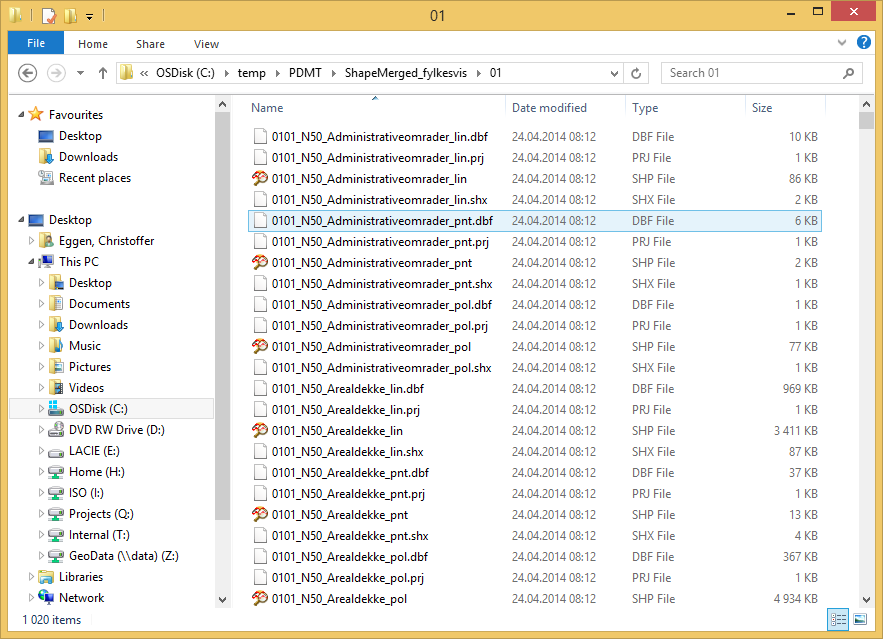 01
File Home Share View
« OSDisk (C:) temp PDMT ShapeMerged_fylkesvis 01 Search 01
Favourites
Desktop
Downloads
Recent places
Desktop
Eggen, Christoffer
This PC
Desktop
Documents
Downloads
Music
Pictures
Videos
OSDisk (C:)
DVD RW Drive (D:)
LACIE (E:)
Home (H:)
ISO (I:)
Projects (Q:)
Internal (T:)
GeoData (\\data) (Z:)
Libraries
Network
Name Date modified Type Size
0101_N50_Administrativeomrader_lin.dbf 24.04.2014 08:12 DBF File 10 KB
0101_N50_Administrativeomrader_lin.prj 24.04.2014 08:12 PRJ File 1 KB
0101_N50_Administrativeomrader_lin 24.04.2014 08:12 SHP File 86 KB
0101_N50_Administrativeomrader_lin.shx 24.04.2014 08:12 SHX File 2 KB
0101_N50_Administrativeomrader_pnt.dbf 24.04.2014 08:12 DBF File 6 KB
0101_N50_Administrativeomrader_pnt.prj 24.04.2014 08:12 PRJ File 1 KB
0101_N50_Administrativeomrader_pnt 24.04.2014 08:12 SHP File 2 KB
0101_N50_Administrativeomrader_pnt.shx 24.04.2014 08:12 SHX File 1 KB
0101_N50_Administrativeomrader_pol.dbf 24.04.2014 08:12 DBF File 1 KB
0101_N50_Administrativeomrader_pol.prj 24.04.2014 08:12 PRJ File 1 KB
0101_N50_Administrativeomrader_pol 24.04.2014 08:12 SHP File 77 KB
0101_N50_Administrativeomrader_pol.shx 24.04.2014 08:12 SHX File 1 KB
0101_N50_Arealdekke_lin.dbf 24.04.2014 08:12 DBF File 969 KB
0101_N50_Arealdekke_lin.prj 24.04.2014 08:12 PRJ File 1 KB
0101_N50_Arealdekke_lin 24.04.2014 08:12 SHP File 3 411 KB
0101_N50_Arealdekke_lin.shx 24.04.2014 08:12 SHX File 87 KB
0101_N50_Arealdekke_pnt.dbf 24.04.2014 08:12 DBF File 37 KB
0101_N50_Arealdekke_pnt.prj 24.04.2014 08:12 PRJ File 1 KB
0101_N50_Arealdekke_pnt 24.04.2014 08:12 SHP File 13 KB
0101_N50_Arealdekke_pnt.shx 24.04.2014 08:12 SHX File 4 KB
0101_N50_Arealdekke_pol.dbf 24.04.2014 08:12 DBF File 367 KB
0101_N50_Arealdekke_pol.prj 24.04.2014 08:12 PRJ File 1 KB
0101_N50_Arealdekke_pol 24.04.2014 08:12 SHP File 4 934 KB
1 020 items